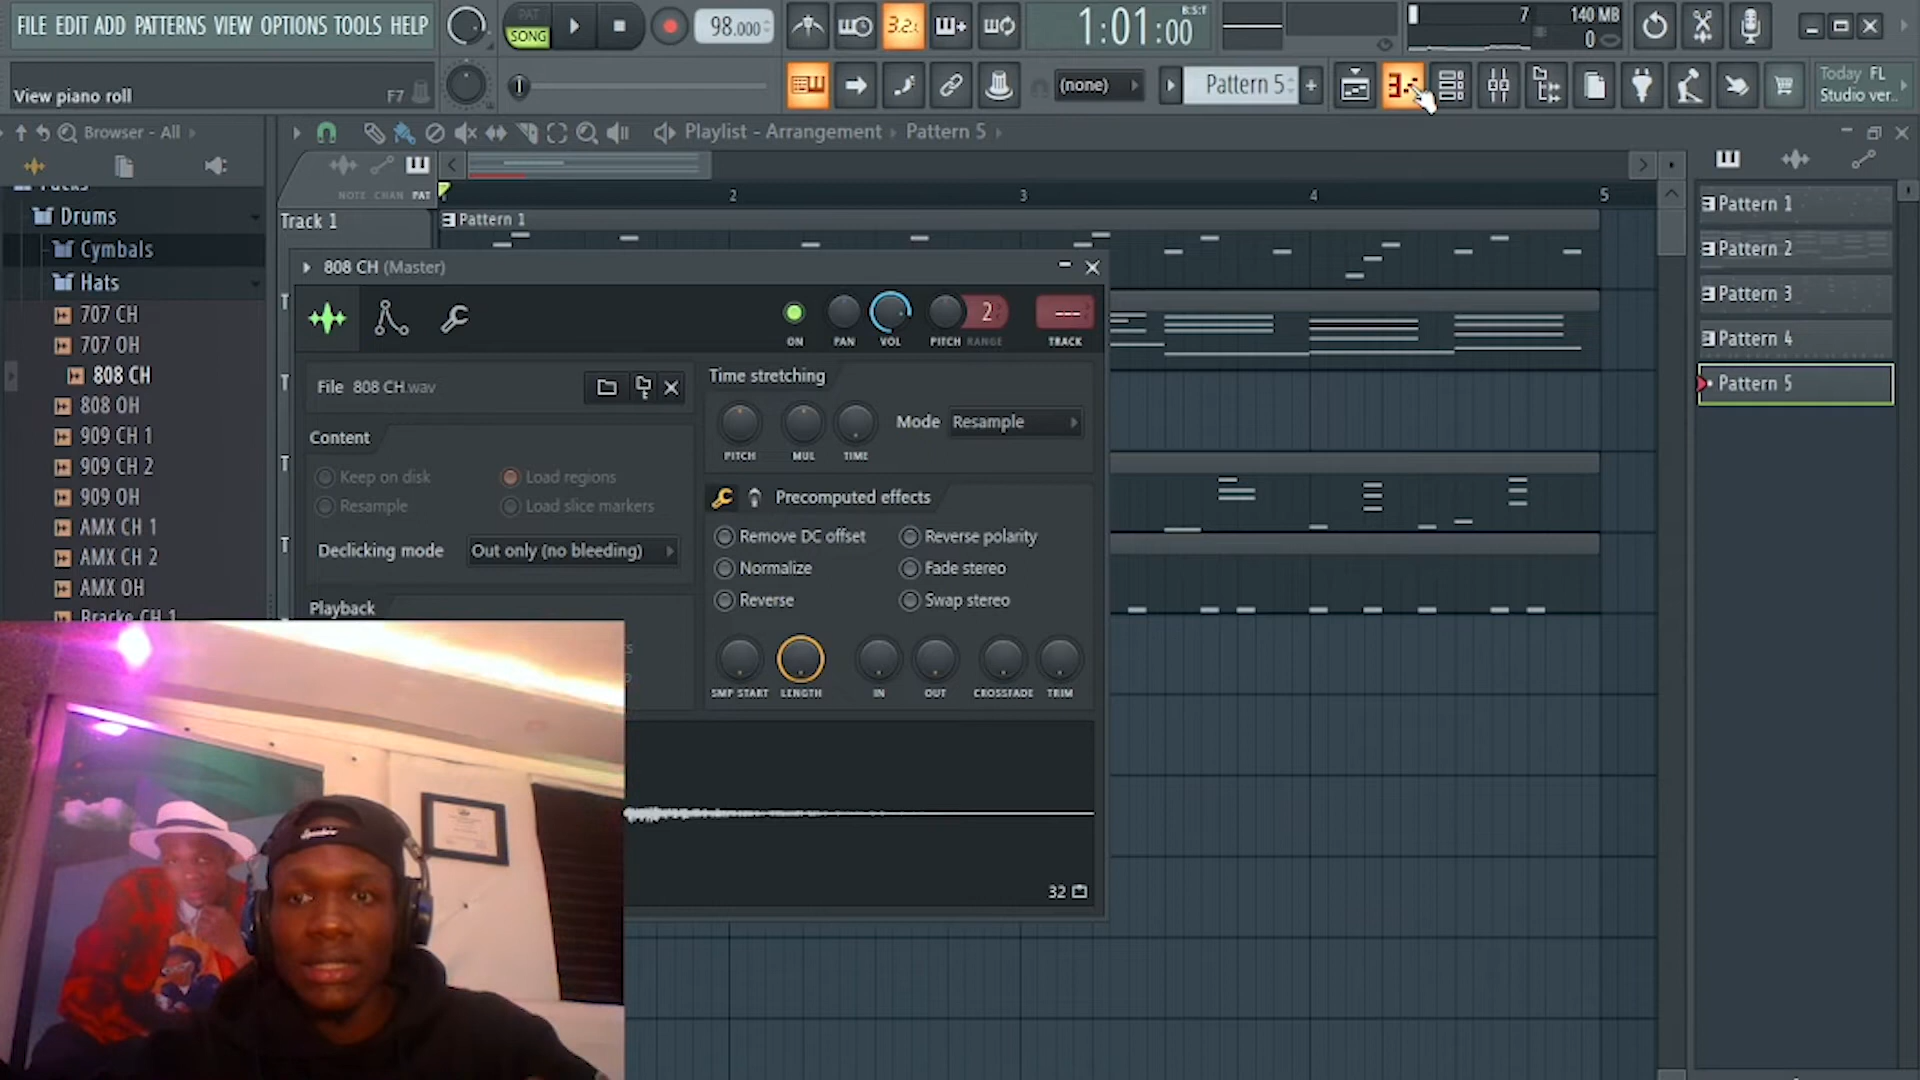 FILE EDIT ADD PATTERNS VIEW OPTIONS TOOLS HELP
PAT
SONG
98.000
3.2.
1:01:00
B:S:T
7
140 MB
0
View piano roll
F7
(none)
Pattern 5
+
Today FL
Studio ver..
Browser - All
Playlist - Arrangement › Pattern 5 ›
NOTE CHAN PAT
2
3
4
5
Drums
Cymbals
Hats
707 CH
707 OH
808 CH
808 OH
909 CH 1
909 CH 2
909 OH
AMX CH 1
AMX CH 2
AMX OH
Bracke CH 1
Track 1
Pattern 1
808 CH (Master)
ON
PAN
VOL
PITCH
RANGE
2
---
TRACK
File 808 CH.wav
Content
Keep on disk
Load regions
Resample
Load slice markers
Declicking mode
Out only (no bleeding)
Playback
Time stretching
PITCH
MUL
TIME
Mode Resample
Precomputed effects
Remove DC offset
Reverse polarity
Normalize
Fade stereo
Reverse
Swap stereo
SMP START
LENGTH
IN
OUT
CROSSFADE
TRIM
32
Pattern 1
Pattern 2
Pattern 3
Pattern 4
Pattern 5